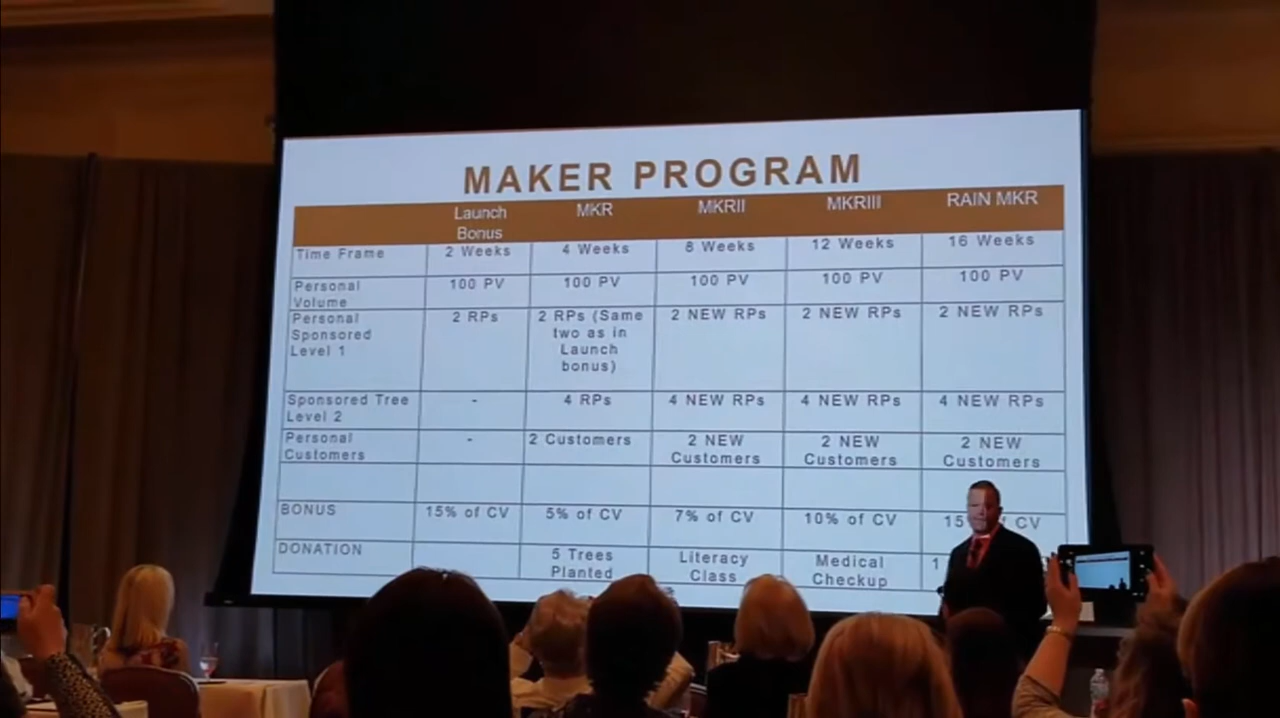 MAKER PROGRAM
Launch Bonus MKR MKRII MKRIII RAIN MKR
Time Frame 2 Weeks 4 Weeks 8 Weeks 12 Weeks 16 Weeks
Personal Volume 100 PV 100 PV 100 PV 100 PV 100 PV
Personal Sponsored Level 1 2 RPs 2 RPs (Same two as in Launch bonus) 2 NEW RPs 2 NEW RPs 2 NEW RPs
Sponsored Tree Level 2 - 4 RPs 4 NEW RPs 4 NEW RPs 4 NEW RPs
Personal Customers - 2 Customers 2 NEW Customers 2 NEW Customers 2 NEW Customers
BONUS 15% of CV 5% of CV 7% of CV 10% of CV 15 CV
DONATION 5 Trees Planted Literacy Class Medical Checkup 1